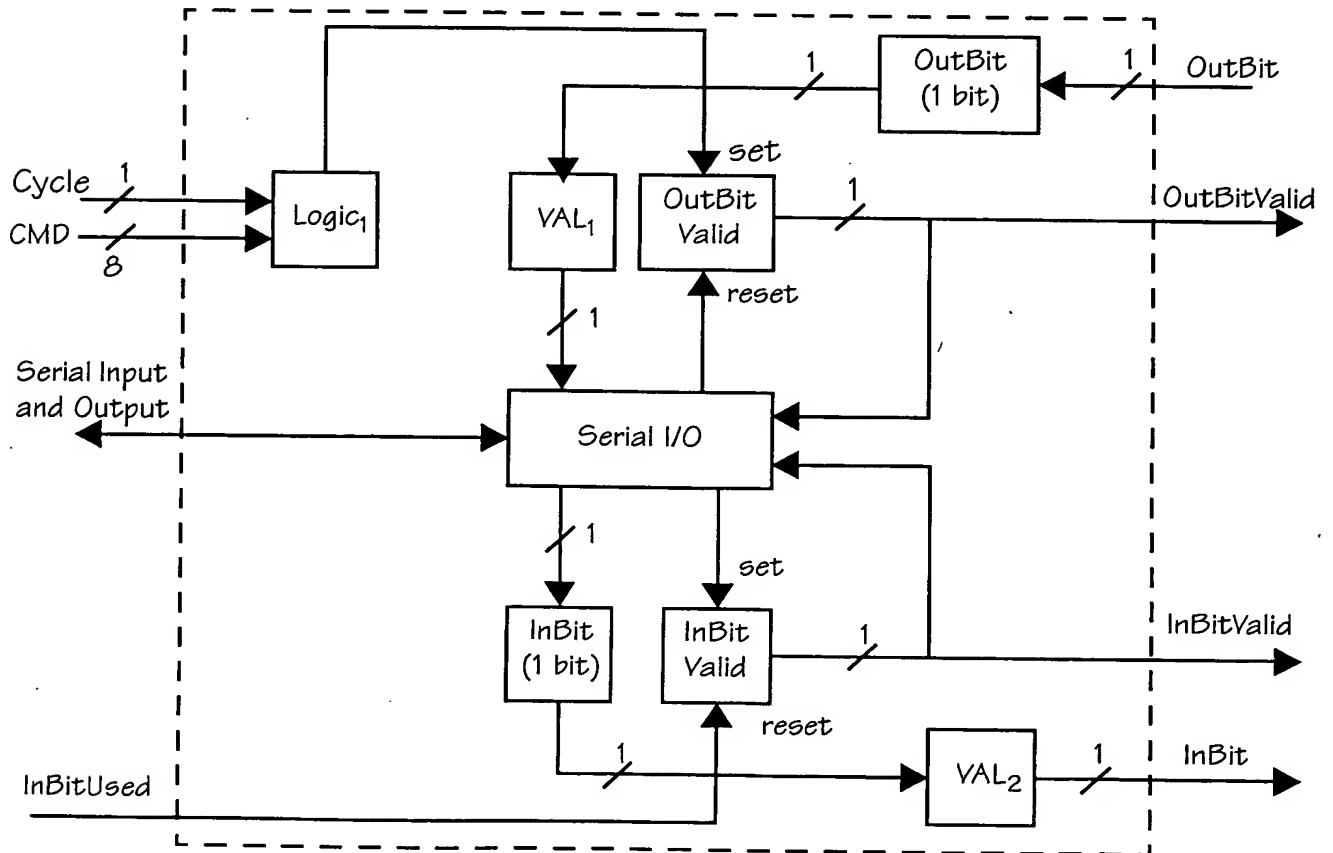 OutBit
(1 bit)
1
1
OutBit
set
Cycle
1
CMD
8
Logic1
VAL1
OutBit
Valid
1
OutBitValid
reset
1
Serial Input
and Output
Serial I/O
1
set
InBit
(1 bit)
InBit
Valid
1
InBitValid
reset
1
VAL2
1
InBit
InBitUsed